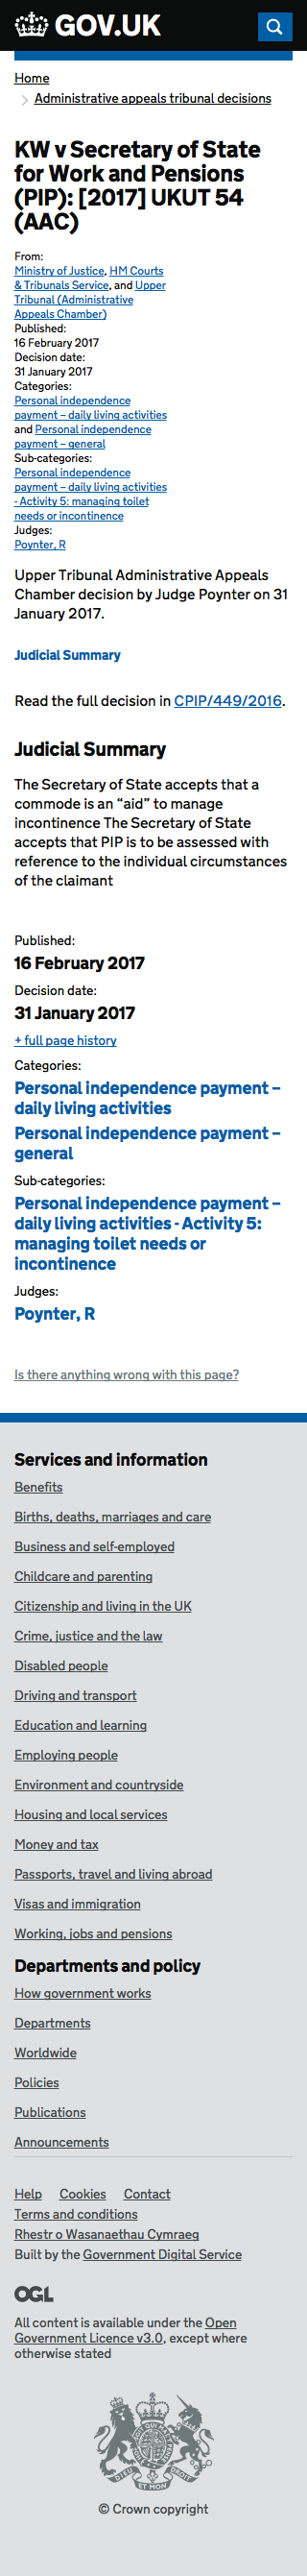 GOV.UK
Home
Administrative appeals tribunal decisions
KW v Secretary of State
for Work and Pensions
(PIP): [2017] UKUT 54
(AAC)
From:
Ministry of Justice, HM Courts
& Tribunals Service, and Upper
Tribunal (Administrative
Appeals Chamber)
Published:
16 February 2017
Decision date:
31 January 2017
Categories:
Personal independence
payment – daily living activities
and Personal independence
payment – general
Sub-categories:
Personal independence
payment – daily living activities
- Activity 5: managing toilet
needs or incontinence
Judges:
Poynter, R
Upper Tribunal Administrative Appeals
Chamber decision by Judge Poynter on 31
January 2017.
Judicial Summary
Read the full decision in CPIP/449/2016.
Judicial Summary
The Secretary of State accepts that a
commode is an “aid” to manage
incontinence The Secretary of State
accepts that PIP is to be assessed with
reference to the individual circumstances
of the claimant
Published:
16 February 2017
Decision date:
31 January 2017
+ full page history
Categories:
Personal independence payment –
daily living activities
Personal independence payment –
general
Sub-categories:
Personal independence payment –
daily living activities - Activity 5:
managing toilet needs or
incontinence
Judges:
Poynter, R
Is there anything wrong with this page?
Services and information
Benefits
Births, deaths, marriages and care
Business and self-employed
Childcare and parenting
Citizenship and living in the UK
Crime, justice and the law
Disabled people
Driving and transport
Education and learning
Employing people
Environment and countryside
Housing and local services
Money and tax
Passports, travel and living abroad
Visas and immigration
Working, jobs and pensions
Departments and policy
How government works
Departments
Worldwide
Policies
Publications
Announcements
Help Cookies Contact
Terms and conditions
Rhestr o Wasanaethau Cymraeg
Built by the Government Digital Service
OGL
All content is available under the Open
Government Licence v3.0, except where
otherwise stated
DIEU ET MON DROIT
© Crown copyright